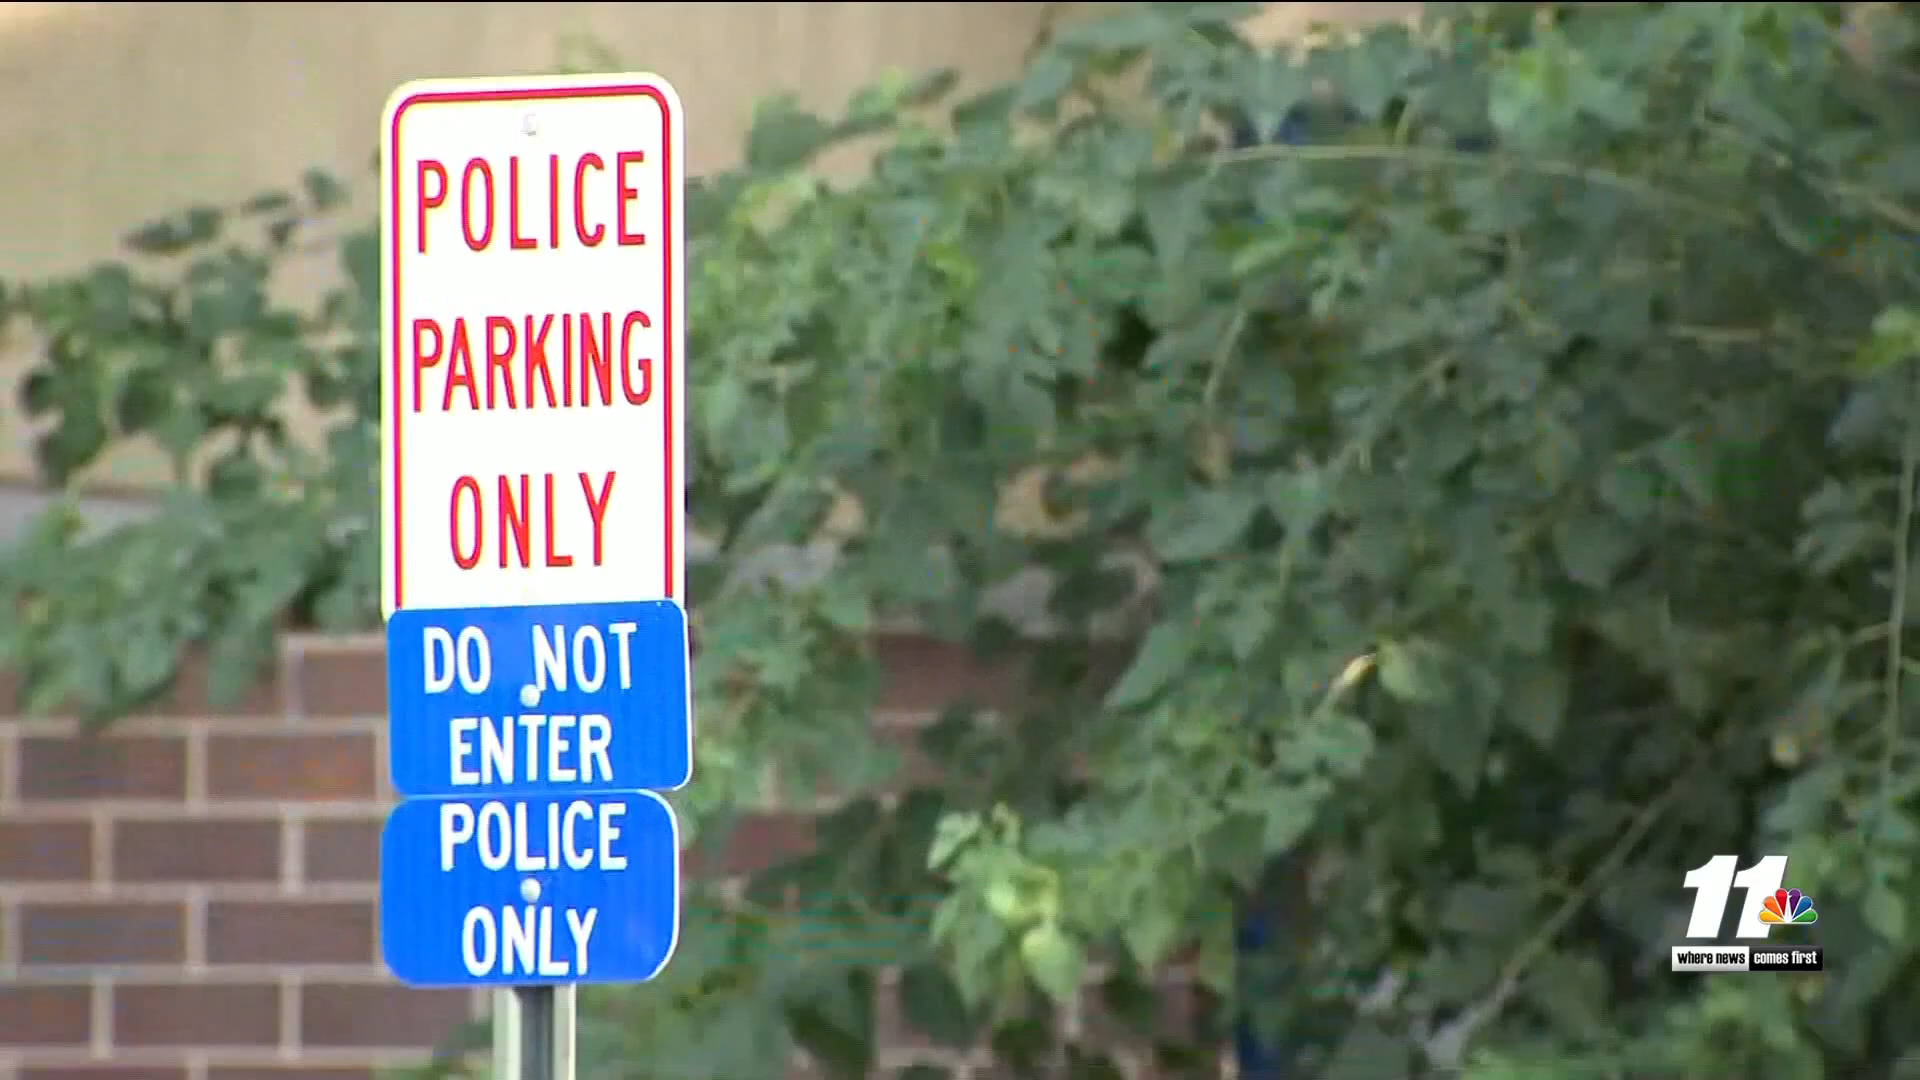 POLICE
PARKING
ONLY
DO NOT
ENTER
POLICE
ONLY
11
where news comes first